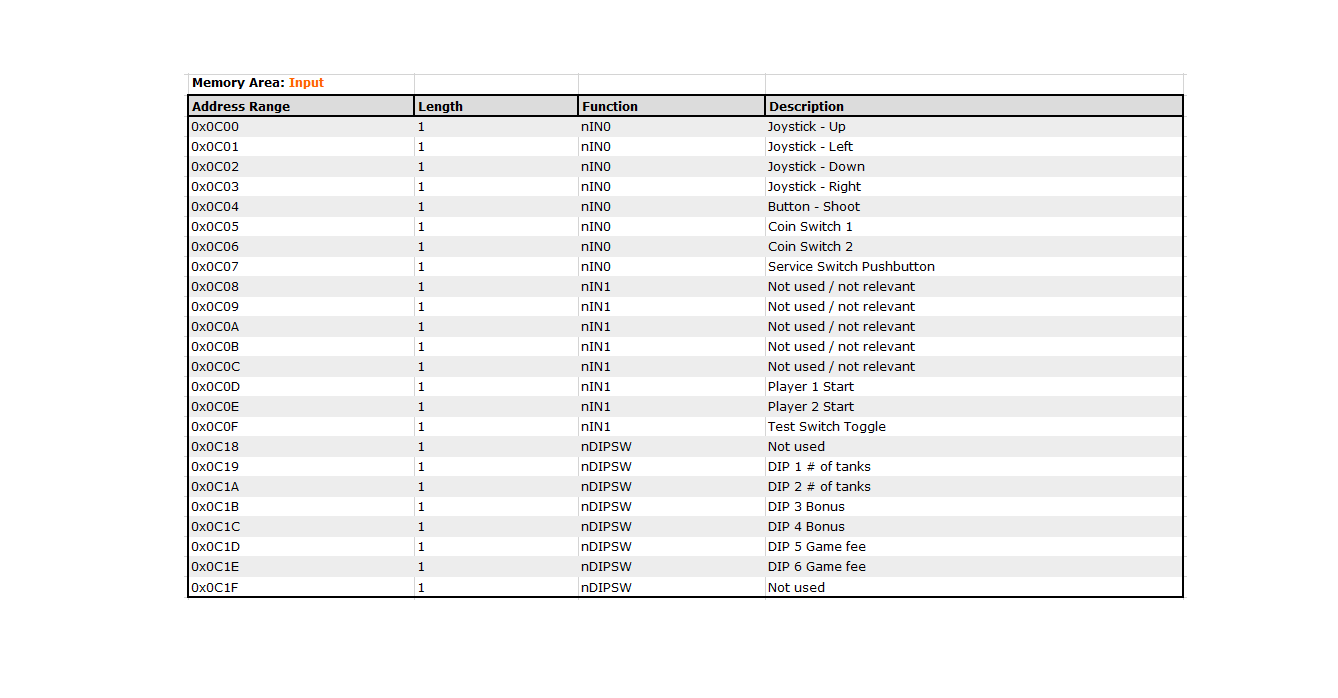 Memory Area: Input
Address Range Length Function Description
0x0C00 1 nIN0 Joystick - Up
0x0C01 1 nIN0 Joystick - Left
0x0C02 1 nIN0 Joystick - Down
0x0C03 1 nIN0 Joystick - Right
0x0C04 1 nIN0 Button - Shoot
0x0C05 1 nIN0 Coin Switch 1
0x0C06 1 nIN0 Coin Switch 2
0x0C07 1 nIN0 Service Switch Pushbutton
0x0C08 1 nIN1 Not used / not relevant
0x0C09 1 nIN1 Not used / not relevant
0x0C0A 1 nIN1 Not used / not relevant
0x0C0B 1 nIN1 Not used / not relevant
0x0C0C 1 nIN1 Not used / not relevant
0x0C0D 1 nIN1 Player 1 Start
0x0C0E 1 nIN1 Player 2 Start
0x0C0F 1 nIN1 Test Switch Toggle
0x0C18 1 nDIPSW Not used
0x0C19 1 nDIPSW DIP 1 # of tanks
0x0C1A 1 nDIPSW DIP 2 # of tanks
0x0C1B 1 nDIPSW DIP 3 Bonus
0x0C1C 1 nDIPSW DIP 4 Bonus
0x0C1D 1 nDIPSW DIP 5 Game fee
0x0C1E 1 nDIPSW DIP 6 Game fee
0x0C1F 1 nDIPSW Not used